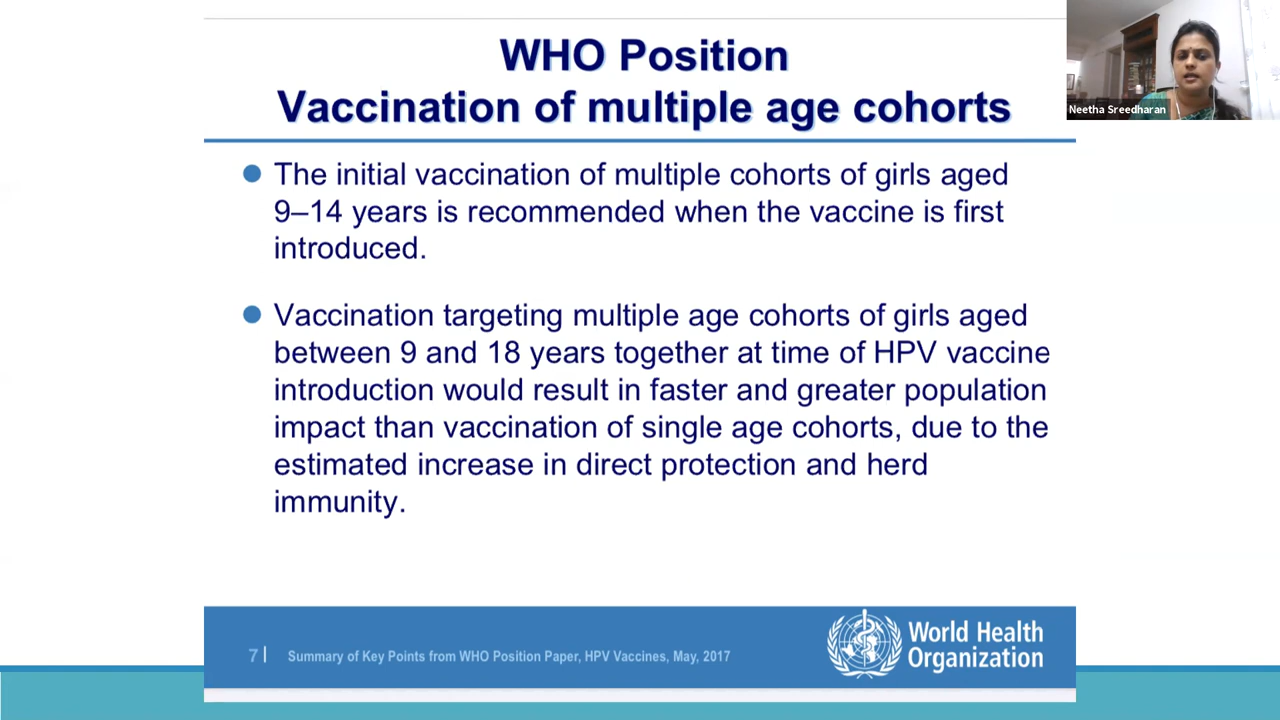 WHO Position
Vaccination of multiple age cohorts
Neetha Sreedharan
The initial vaccination of multiple cohorts of girls aged
9–14 years is recommended when the vaccine is first
introduced.
Vaccination targeting multiple age cohorts of girls aged
between 9 and 18 years together at time of HPV vaccine
introduction would result in faster and greater population
impact than vaccination of single age cohorts, due to the
estimated increase in direct protection and herd
immunity.
7| Summary of Key Points from WHO Position Paper, HPV Vaccines, May, 2017
World Health
Organization